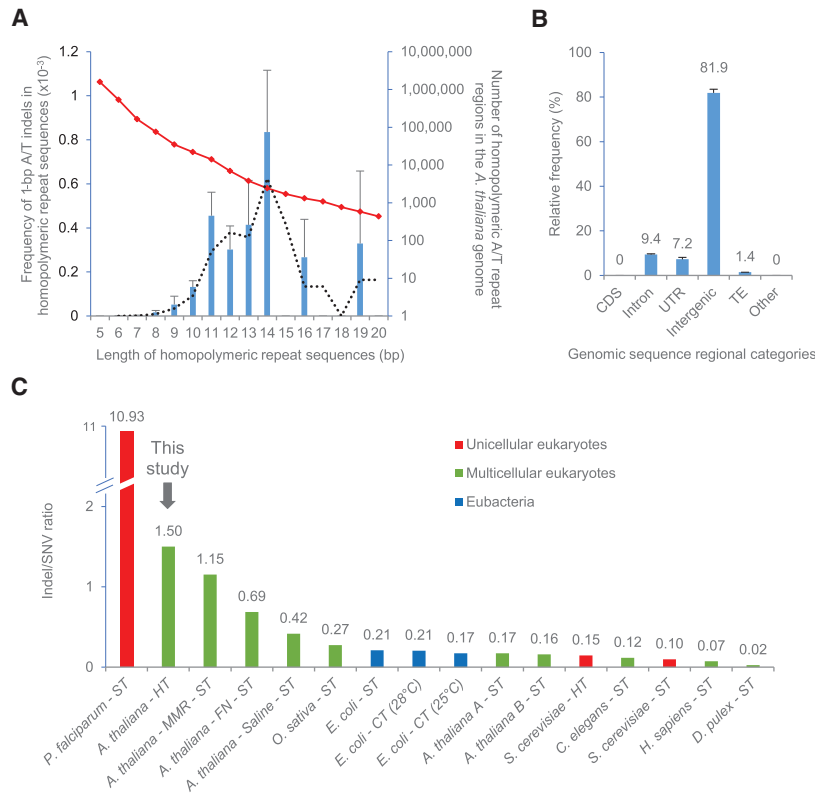 A
Frequency of 1-bp A/T indels in
homopolymeric repeat sequences (x10⁻³)
1.2
1
0.8
0.6
0.4
0.2
0
10,000,000
1,000,000
100,000
10,000
1,000
100
10
1
Number of homopolymeric A/T repeat
regions in the A. thaliana genome
5 6 7 8 9 10 11 12 13 14 15 16 17 18 19 20
Length of homopolymeric repeat sequences (bp)
B
Relative frequency (%)
100
80
60
40
20
0
0 9.4 7.2 81.9 1.4 0
CDS Intron UTR Intergenic TE Other
Genomic sequence regional categories
C
Indel/SNV ratio
11
2
1
0
This
study
Unicellular eukaryotes
Multicellular eukaryotes
Eubacteria
10.93 1.50 1.15 0.69 0.42 0.27 0.21 0.21 0.17 0.17 0.16 0.15 0.12 0.10 0.07 0.02
P. falciparum - ST
A. thaliana - HT
A. thaliana - MMR - ST
A. thaliana - FN - ST
A. thaliana - Saline - ST
O. sativa - ST
E. coli - ST
E. coli - CT (28°C)
E. coli - CT (25°C)
A. thaliana A - ST
A. thaliana B - ST
S. cerevisiae - HT
C. elegans - ST
S. cerevisiae - ST
H. sapiens - ST
D. pulex - ST